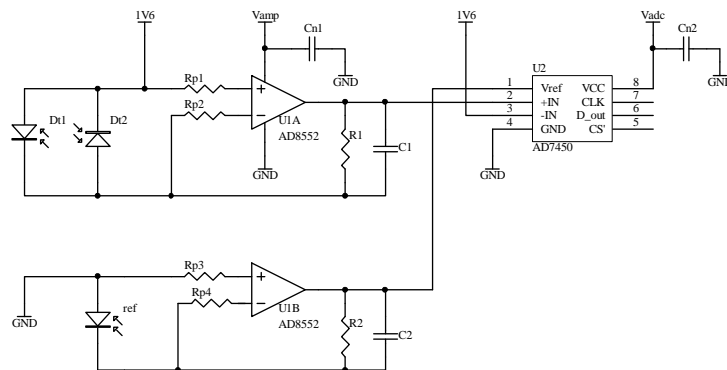 1V6
Vamp
Cn1
GND
1V6
Vadc
Cn2
GND
Rp1
Rp2
U1A
AD8552
GND
Dt1
Dt2
R1
C1
U2
1 Vref VCC 8
2 +IN CLK 7
3 -IN D_out 6
4 GND CS' 5
AD7450
GND
Rp3
Rp4
U1B
AD8552
GND
ref
R2
C2